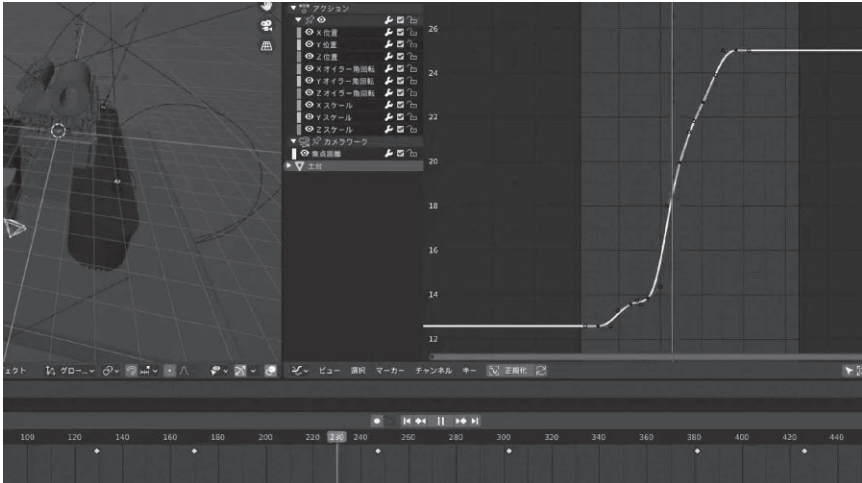 アクション
X 位置
Y 位置
Z 位置
X オイラー角回転
Y オイラー角回転
Z オイラー角回転
X スケール
Y スケール
Z スケール
カメラワーク
焦点距離
26
24
22
20
18
16
14
12
グロー...
ビュー 選択 マーカー チャンネル キー 正規化
100 120 140 160 180 200 220 230 240 260 280 300 320 340 360 380 400 420 440